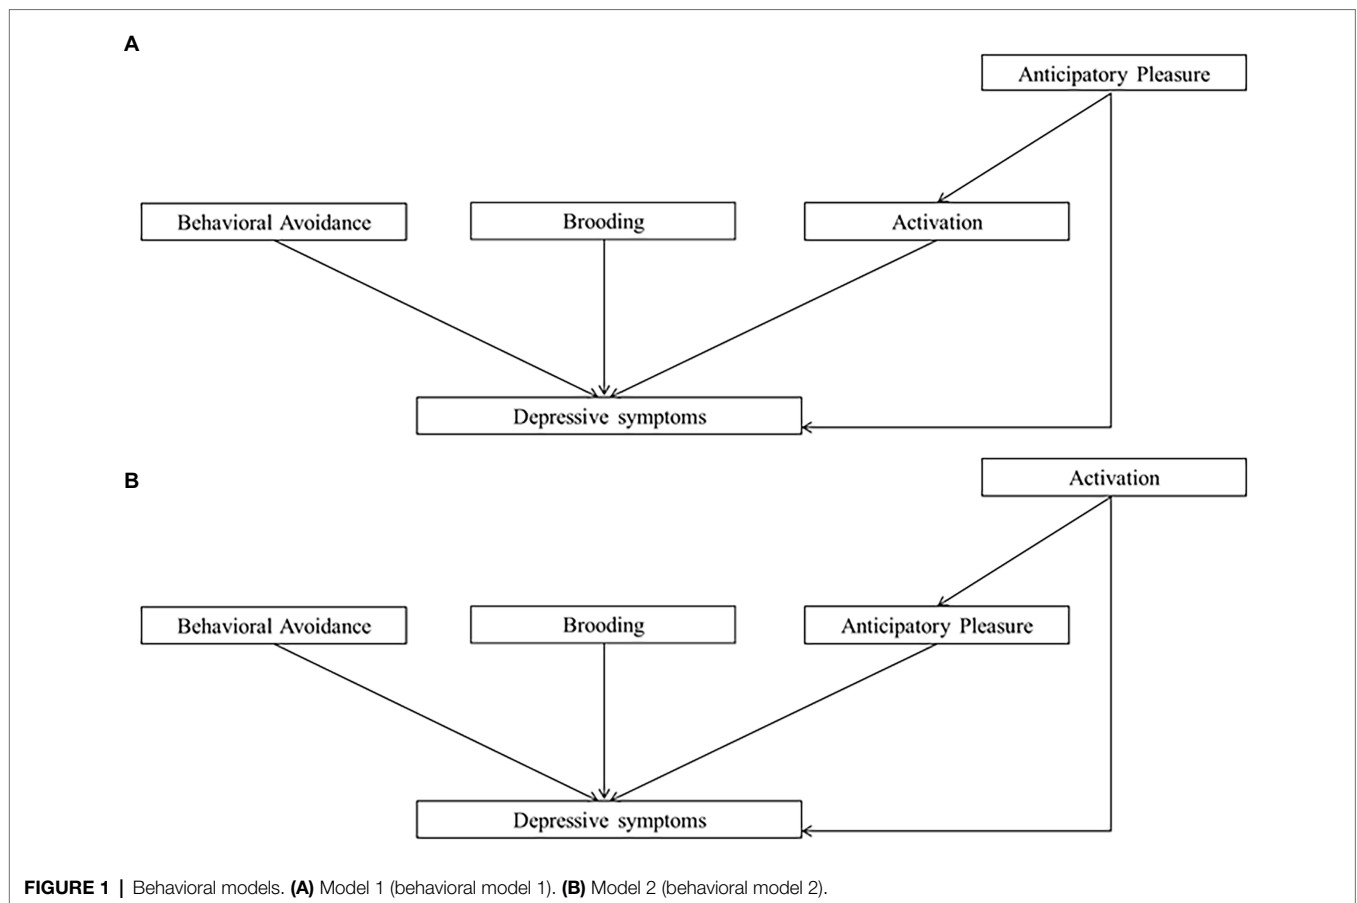 A
Anticipatory Pleasure
Behavioral Avoidance
Brooding
Activation
Depressive symptoms
B
Activation
Behavioral Avoidance
Brooding
Anticipatory Pleasure
Depressive symptoms
FIGURE 1 | Behavioral models. (A) Model 1 (behavioral model 1). (B) Model 2 (behavioral model 2).